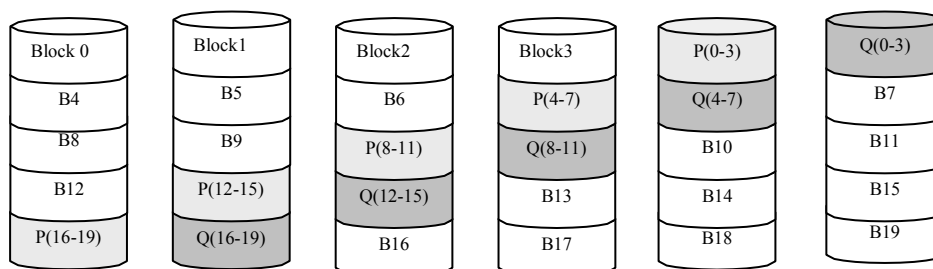 Block 0 Block1 Block2 Block3 P(0-3) Q(0-3)
B4 B5 B6 P(4-7) Q(4-7) B7
B8 B9 P(8-11) Q(8-11) B10 B11
B12 P(12-15) Q(12-15) B13 B14 B15
P(16-19) Q(16-19) B16 B17 B18 B19